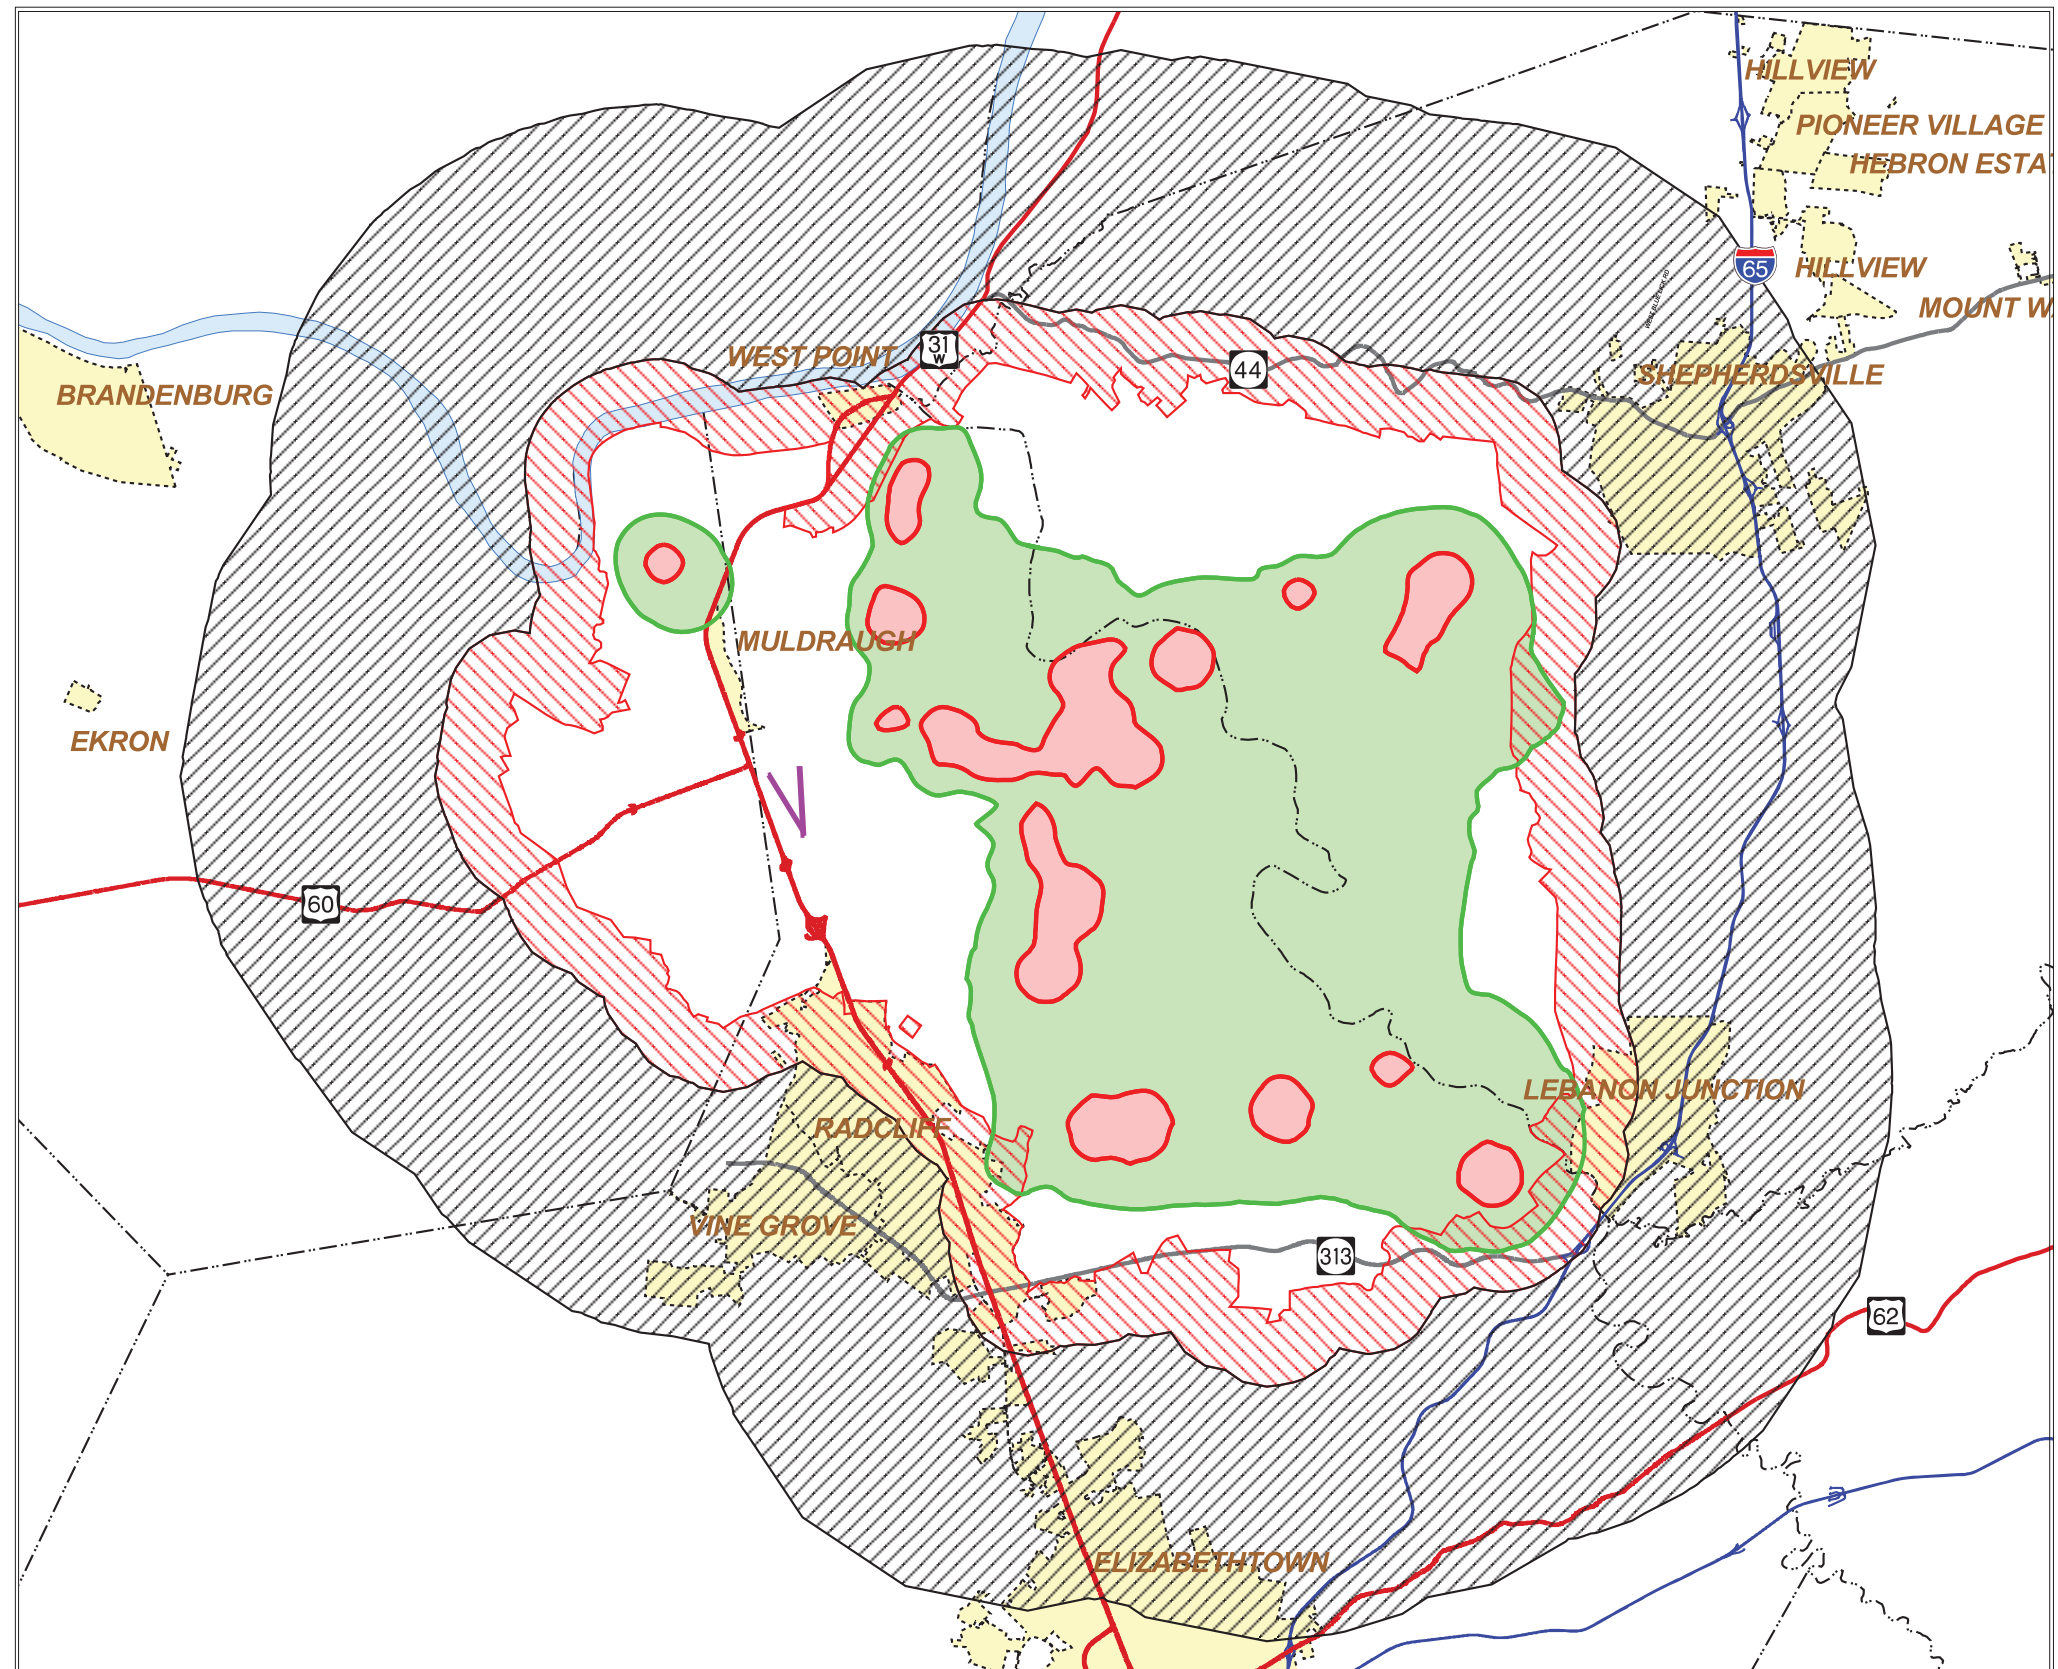 HILLVIEW
PIONEER VILLAGE
HEBRON ESTA
65
HILLVIEW
MOUNT W
WEST POINT
31
W
44
SHEPHERDSVILLE
BRANDENBURG
MULDRAUGH
EKRON
60
LEBANON JUNCTION
RADCLIFF
VINE GROVE
313
62
ELIZABETHTOWN